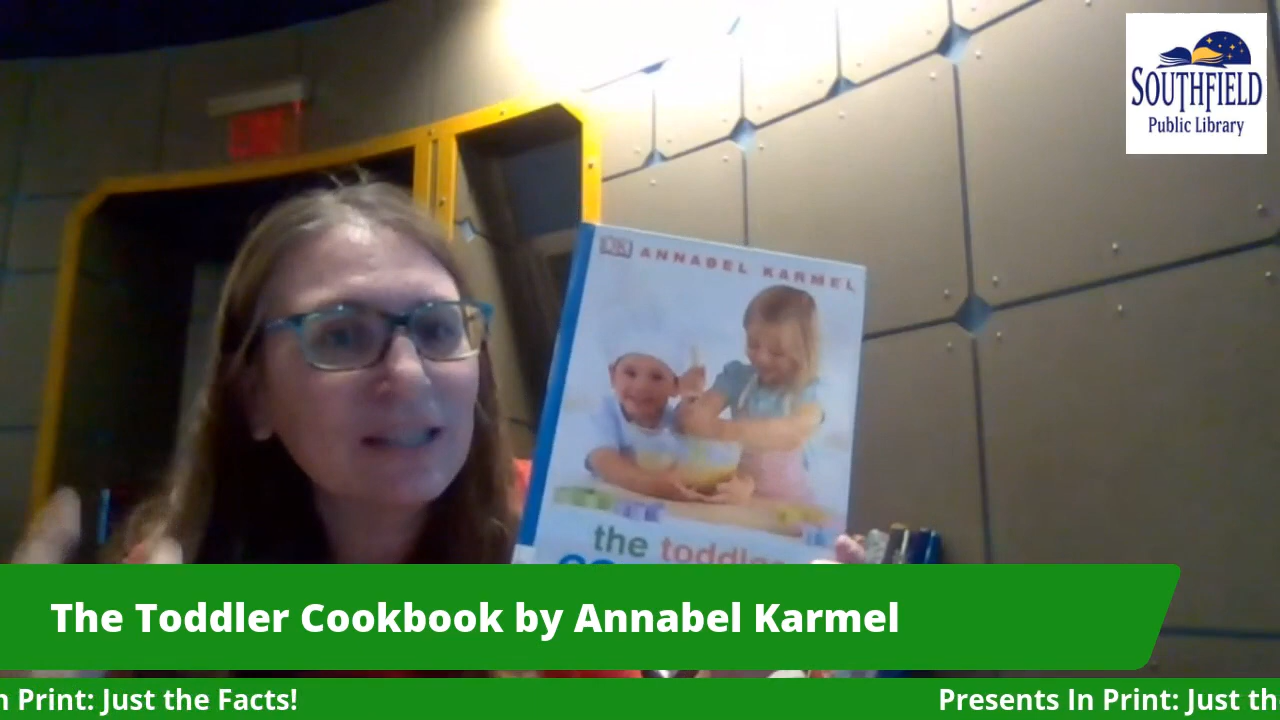 SOUTHFIELD
Public Library
DK ANNABEL KARMEL
the toddler
The Toddler Cookbook by Annabel Karmel
n Print: Just the Facts!
Presents In Print: Just th